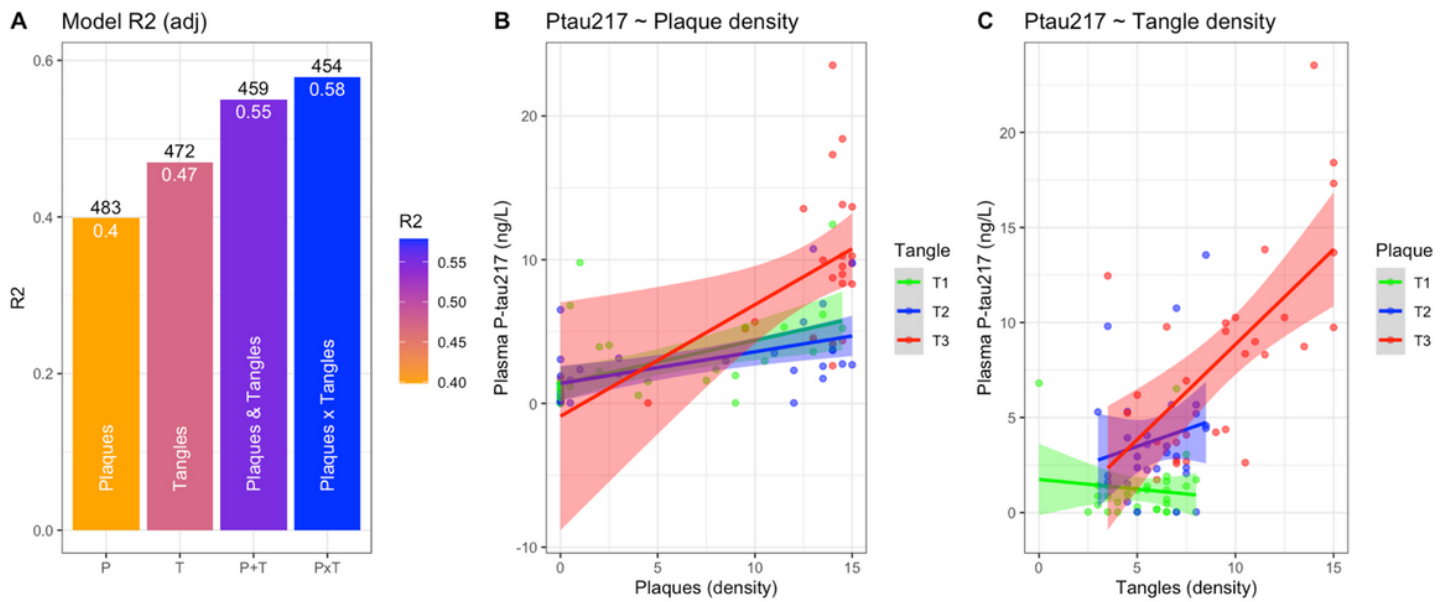 A Model R2 (adj)
R2
0.6
0.4
0.2
0.0
483
0.4
Plaques
472
0.47
Tangles
459
0.55
Plaques & Tangles
454
0.58
Plaques x Tangles
P T P+T PxT
R2
0.55
0.50
0.45
0.40
B Ptau217 ~ Plaque density
Plasma P-tau217 (ng/L)
20
10
0
-10
0 5 10 15
Plaques (density)
Tangle
T1
T2
T3
C Ptau217 ~ Tangle density
Plasma P-tau217 (ng/L)
20
15
10
5
0
0 5 10 15
Tangles (density)
Plaque
T1
T2
T3